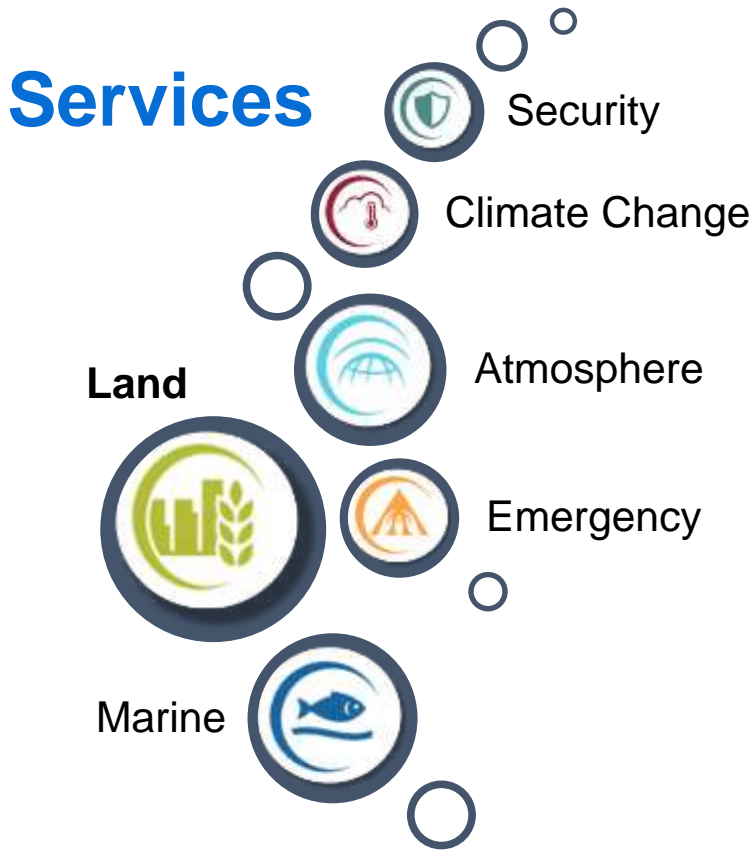 Services
Security
Climate Change
Atmosphere
Land
Emergency
Marine